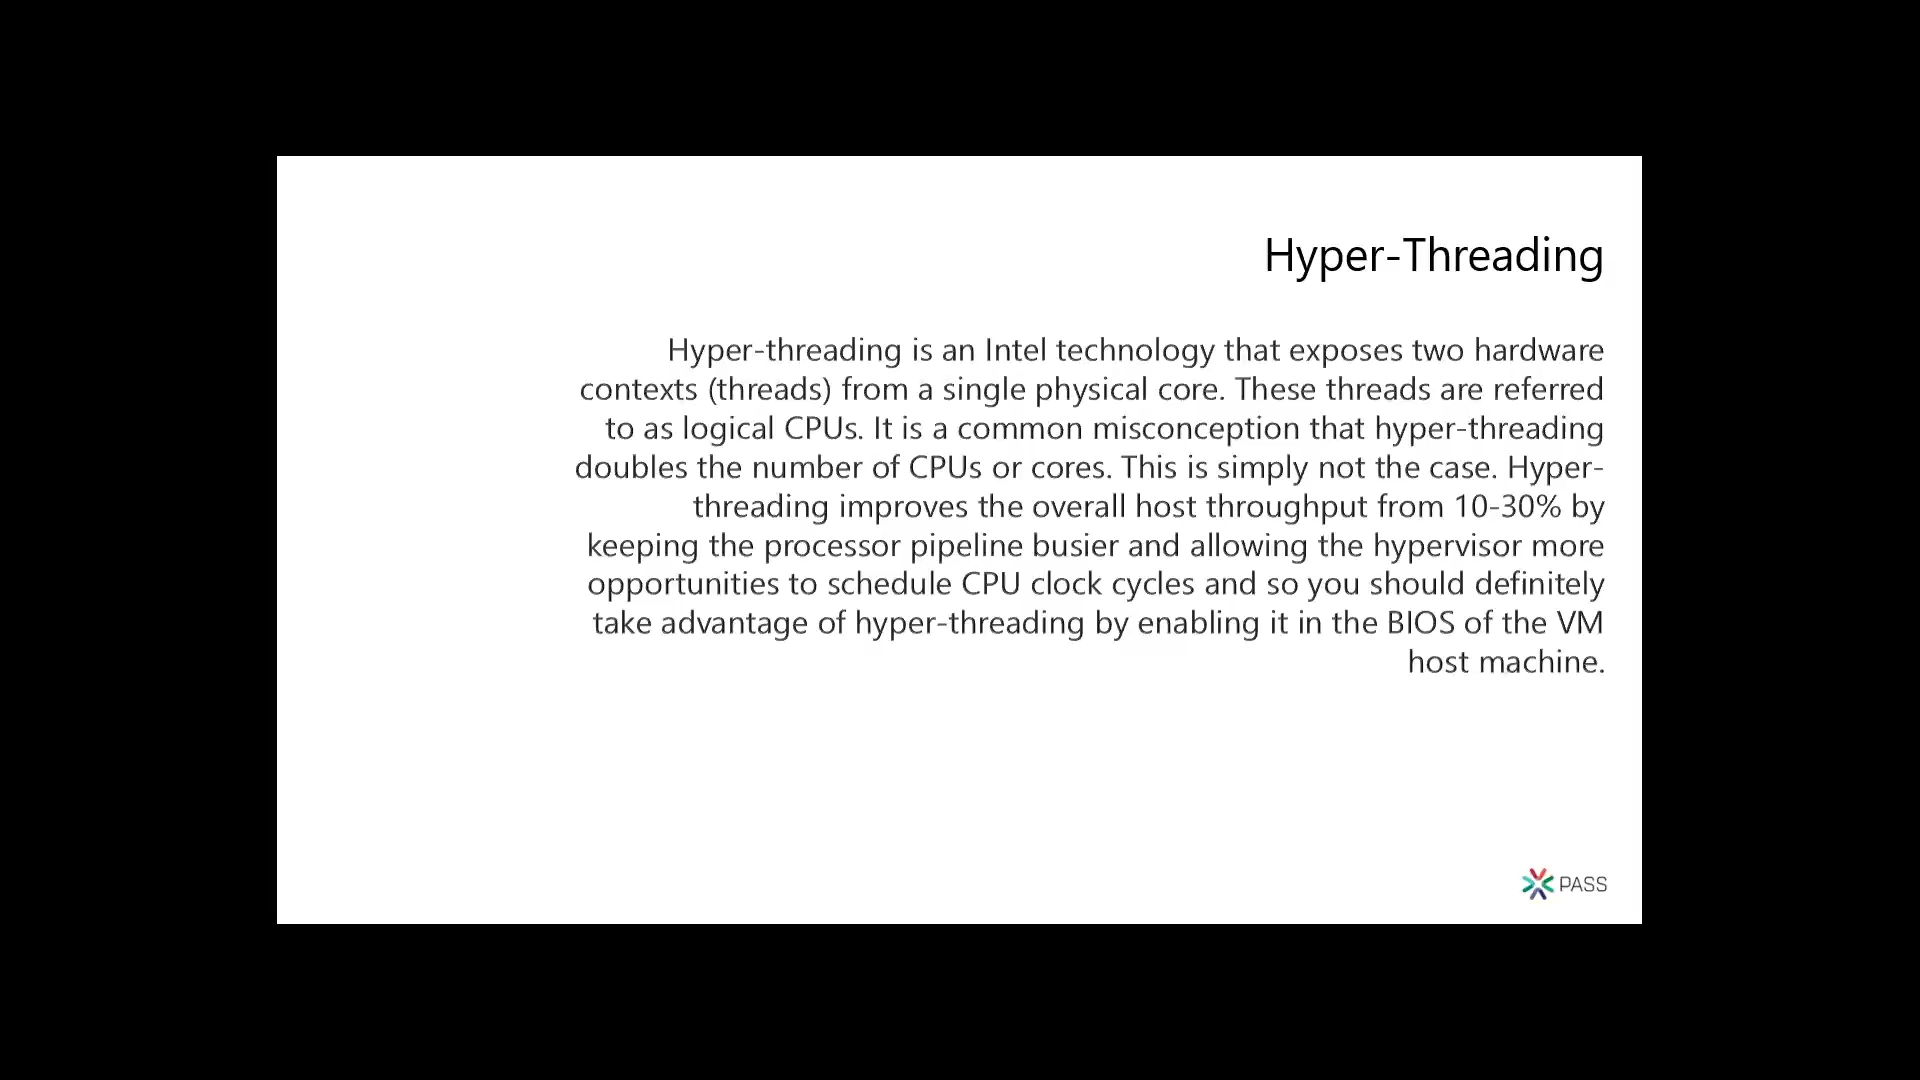 Hyper-Threading
Hyper-threading is an Intel technology that exposes two hardware
contexts (threads) from a single physical core. These threads are referred
to as logical CPUs. It is a common misconception that hyper-threading
doubles the number of CPUs or cores. This is simply not the case. Hyper-
threading improves the overall host throughput from 10-30% by
keeping the processor pipeline busier and allowing the hypervisor more
opportunities to schedule CPU clock cycles and so you should definitely
take advantage of hyper-threading by enabling it in the BIOS of the VM
host machine.
PASS